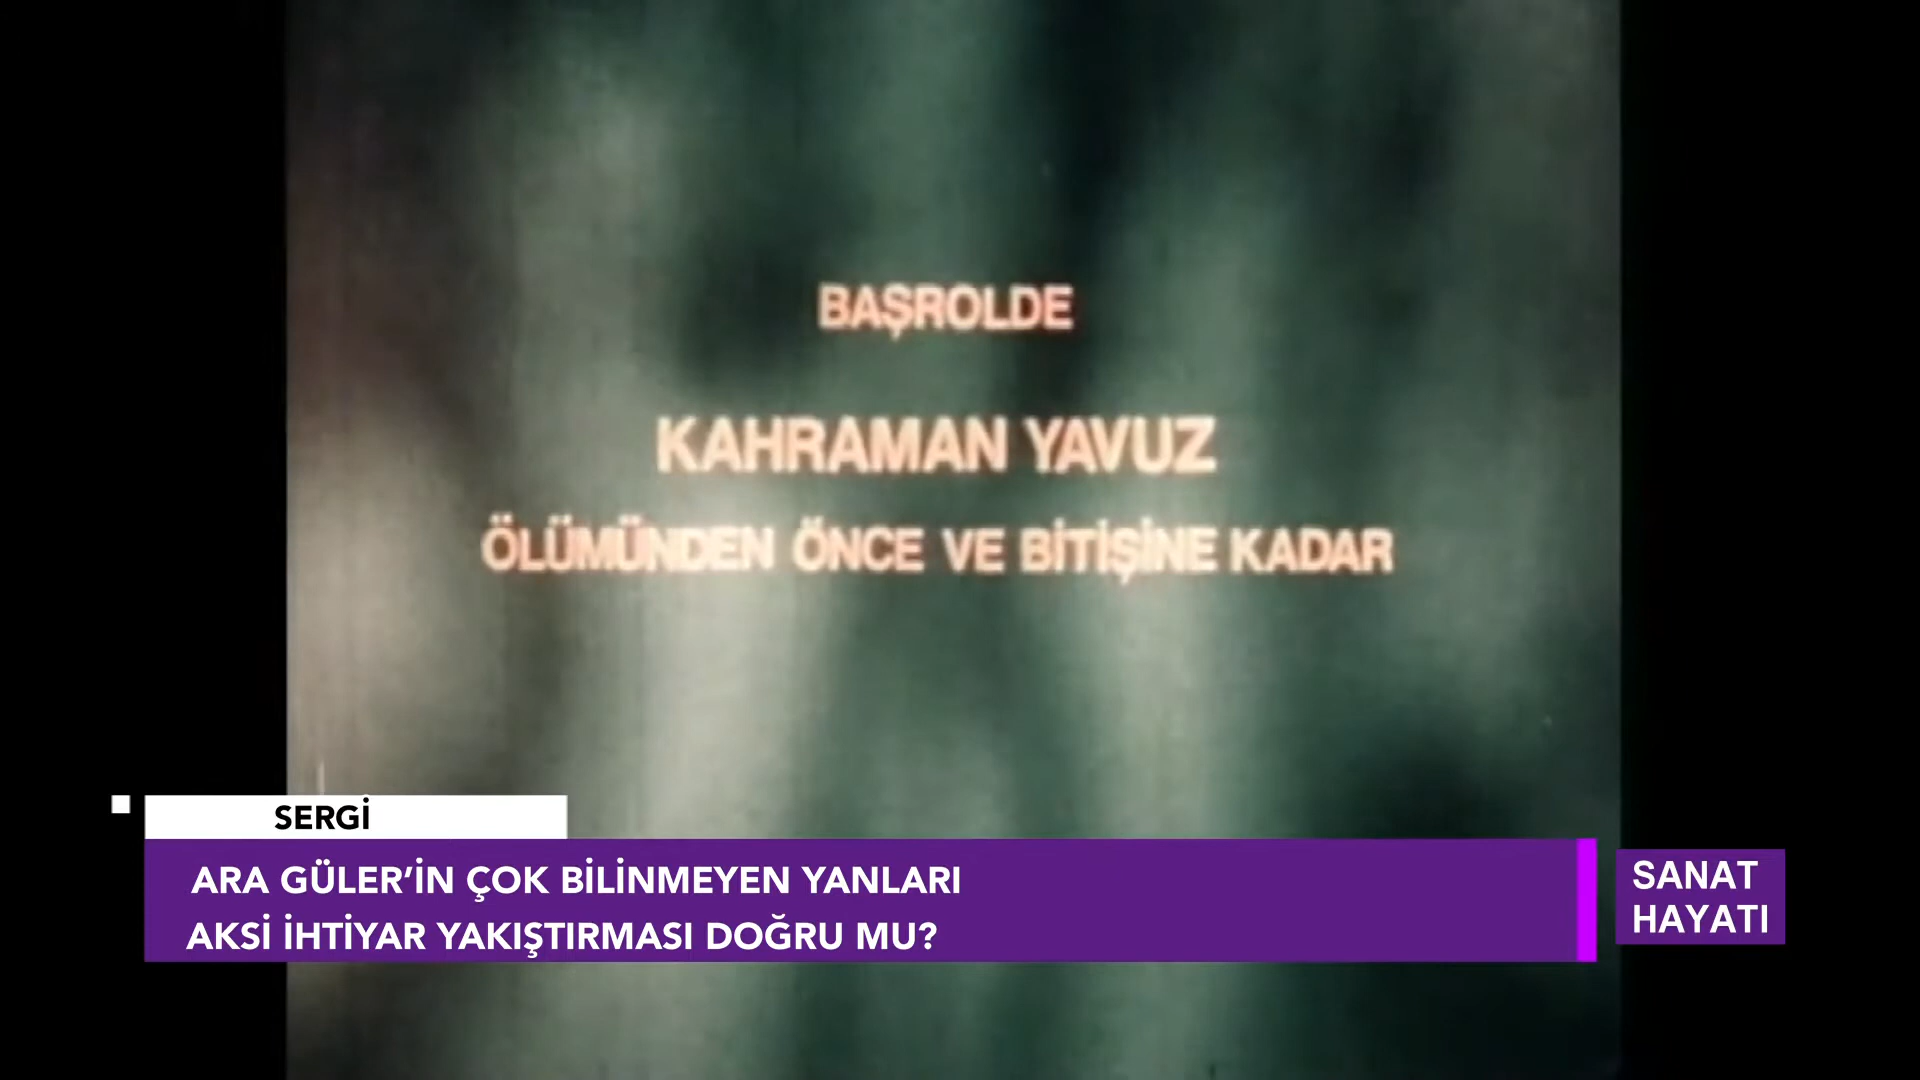 BAŞROLDE
KAHRAMAN YAVUZ
ÖLÜMÜNDEN ÖNCE VE BİTİŞİNE KADAR
SERGİ
ARA GÜLER'İN ÇOK BİLİNMEYEN YANLARI
AKSİ İHTİYAR YAKIŞTIRMASI DOĞRU MU?
SANAT
HAYATI